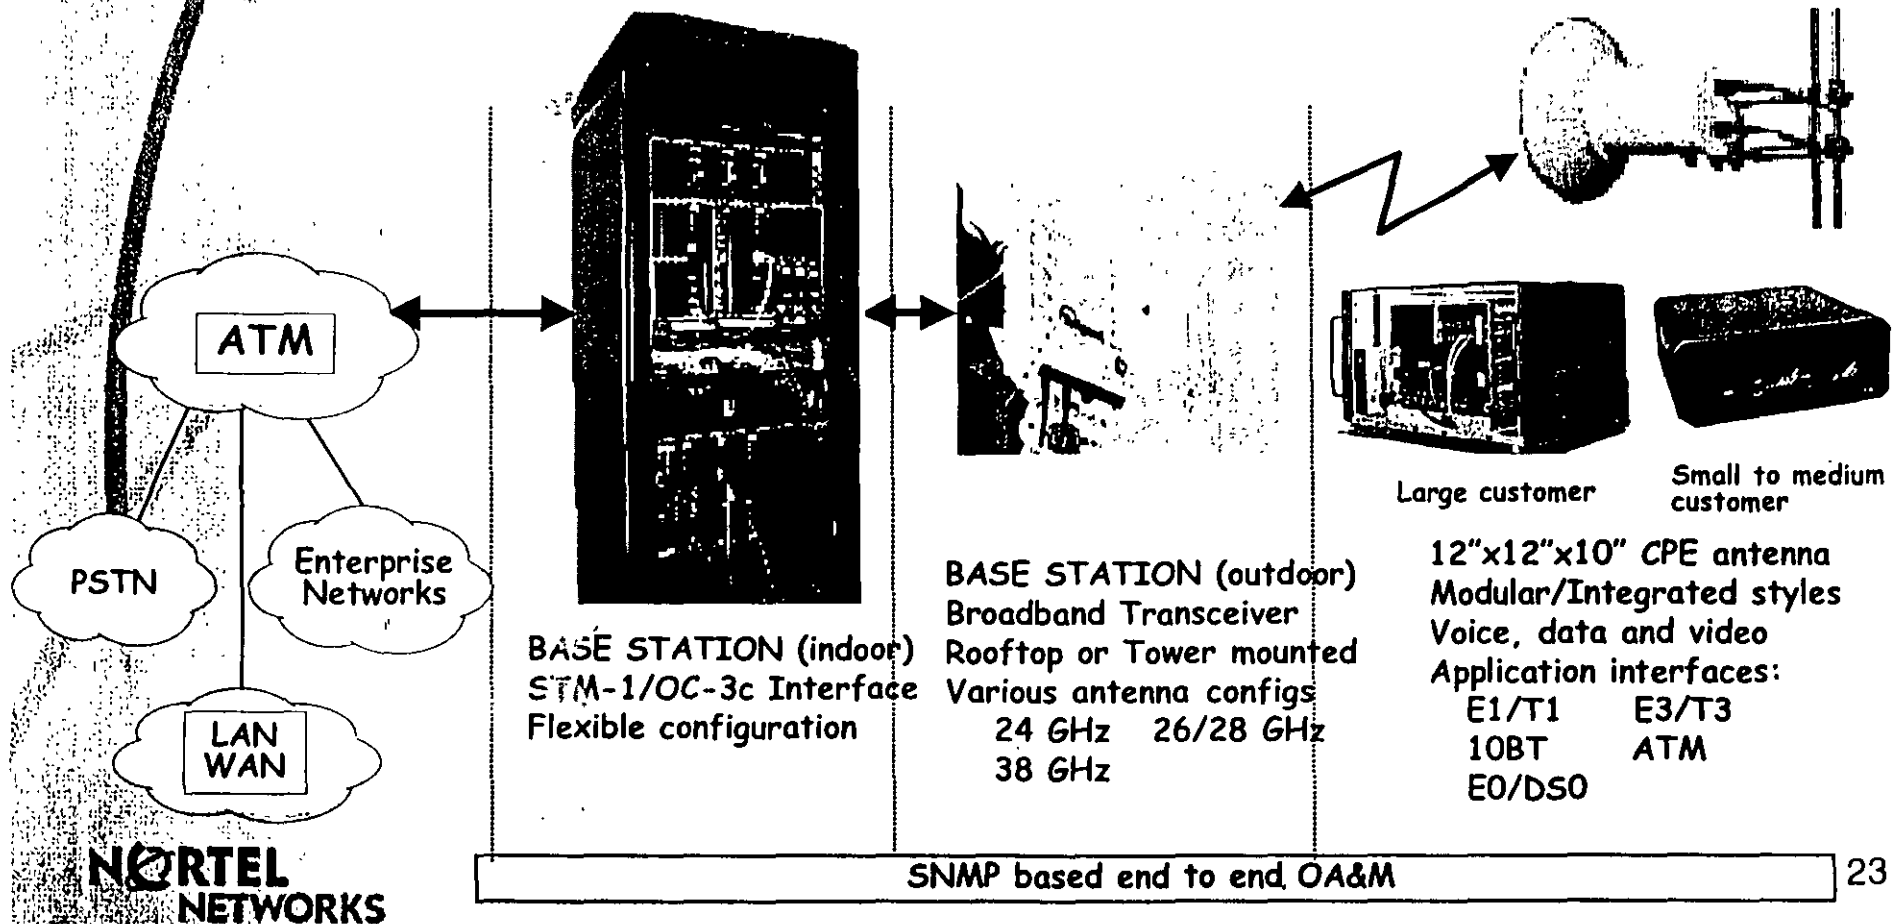 ATM
PSTN
Enterprise
Networks
LAN
WAN
BASE STATION (indoor)
STM-1/OC-3c Interface
Flexible configuration
BASE STATION (outdoor)
Broadband Transceiver
Rooftop or Tower mounted
Various antenna configs
24 GHz 26/28 GHz
38 GHz
Large customer
Small to medium
customer
12"x12"x10" CPE antenna
Modular/Integrated styles
Voice, data and video
Application interfaces:
E1/T1 E3/T3
10BT ATM
E0/DS0
NORTEL
NETWORKS
SNMP based end to end OA&M
23